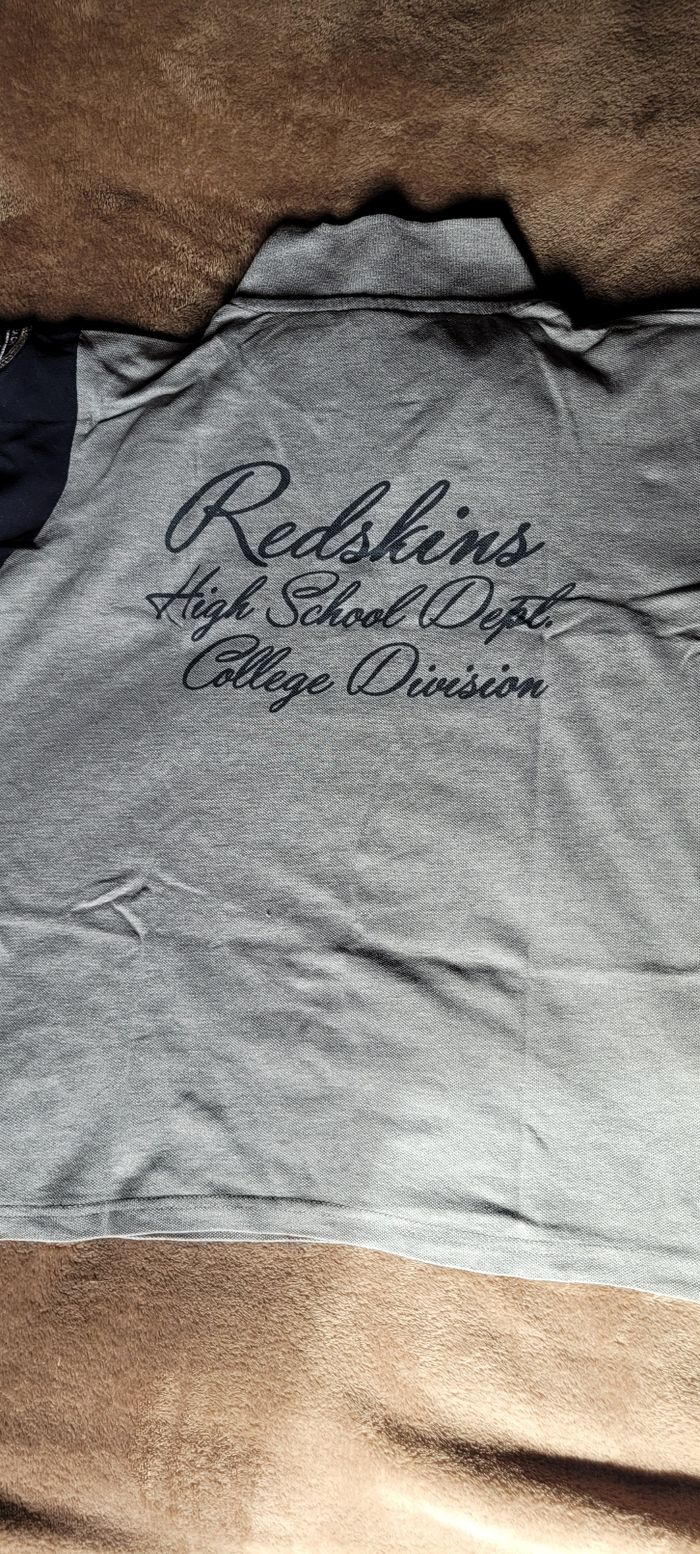 Redskins
High School Dept.
College Division